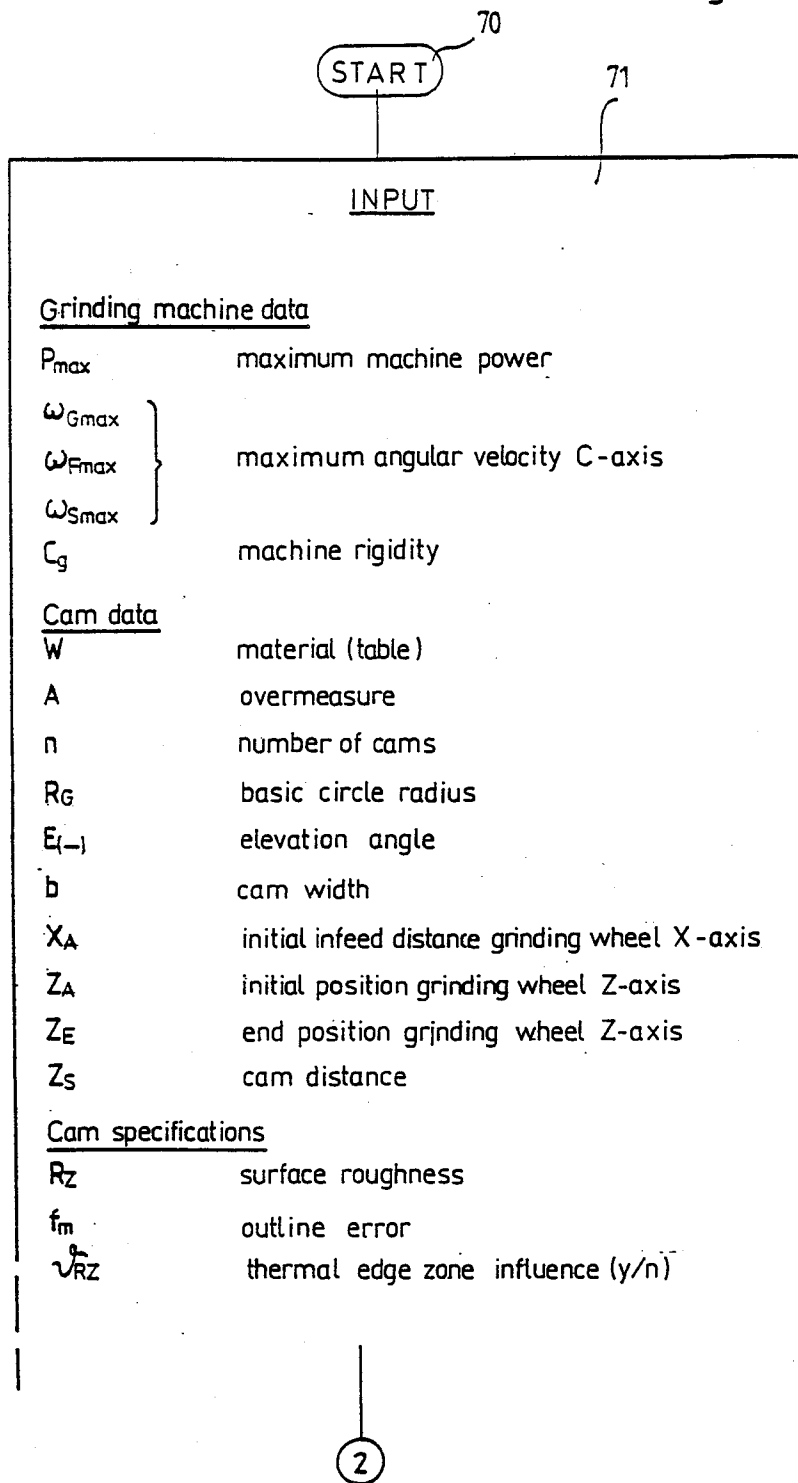 70
START
71
INPUT
Grinding machine data
Pmax maximum machine power
ωGmax
ωFmax maximum angular velocity C-axis
ωSmax
Cg machine rigidity
Cam data
W material (table)
A overmeasure
n number of cams
RG basic circle radius
E(–) elevation angle
b cam width
XA initial infeed distance grinding wheel X-axis
ZA initial position grinding wheel Z-axis
ZE end position grinding wheel Z-axis
ZS cam distance
Cam specifications
RZ surface roughness
fm outline error
ϑRZ thermal edge zone influence (y/n)
2